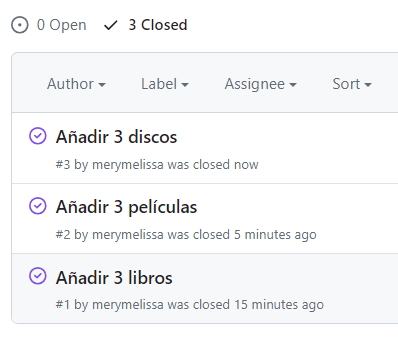 0 Open 3 Closed
Author Label Assignee Sort
Añadir 3 discos
#3 by merymelissa was closed now
Añadir 3 películas
#2 by merymelissa was closed 5 minutes ago
Añadir 3 libros
#1 by merymelissa was closed 15 minutes ago